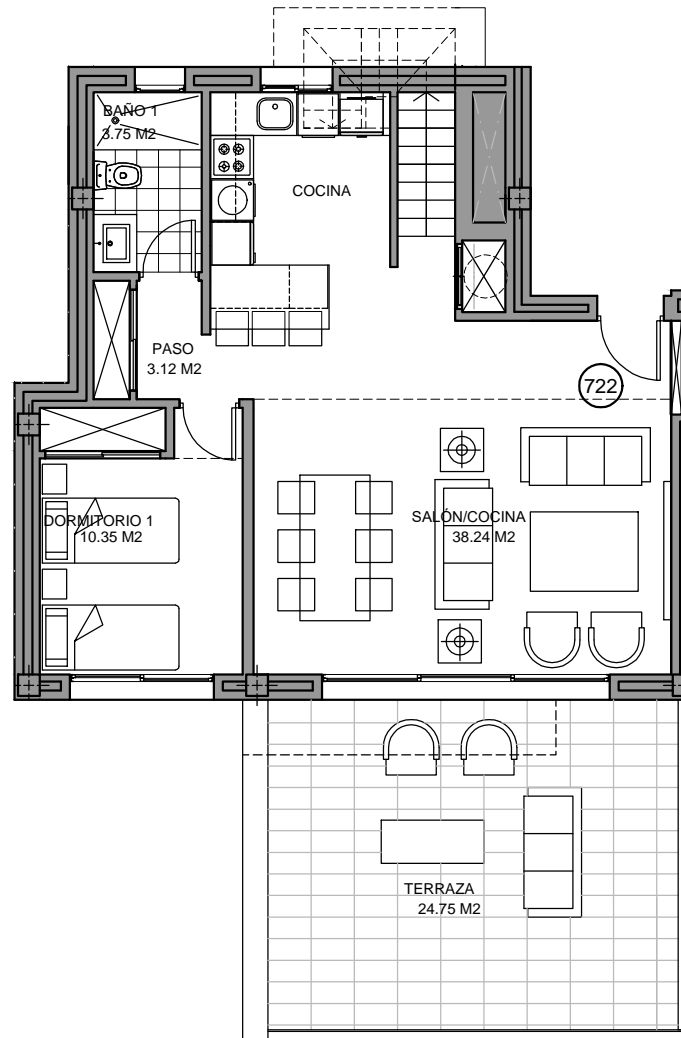 BAÑO 1
3.75 M2
COCINA
PASO
3.12 M2
722
DORMITORIO 1
10.35 M2
SALÓN/COCINA
38.24 M2
TERRAZA
24.75 M2